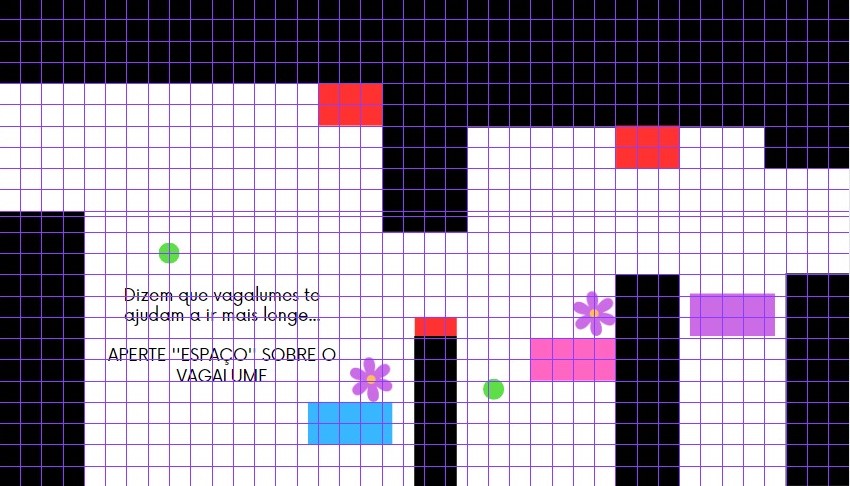 Dizem que vagalumes te
ajudam a ir mais longe...
APERTE "ESPAÇO" SOBRE O
VAGALUME